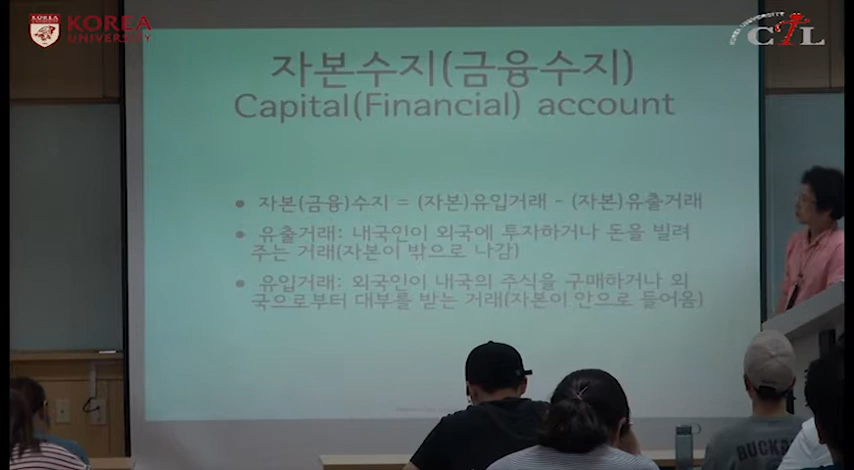 KOREA
UNIVERSITY
CTL
자본수지(금융수지)
Capital(Financial) account
• 자본(금융)수지 = (자본)유입거래 - (자본)유출거래
• 유출거래: 내국인이 외국에 투자하거나 돈을 빌려
주는 거래(자본이 밖으로 나감)
• 유입거래: 외국인이 내국의 주식을 구매하거나 외
국으로부터 대부를 받는 거래(자본이 안으로 들어옴)